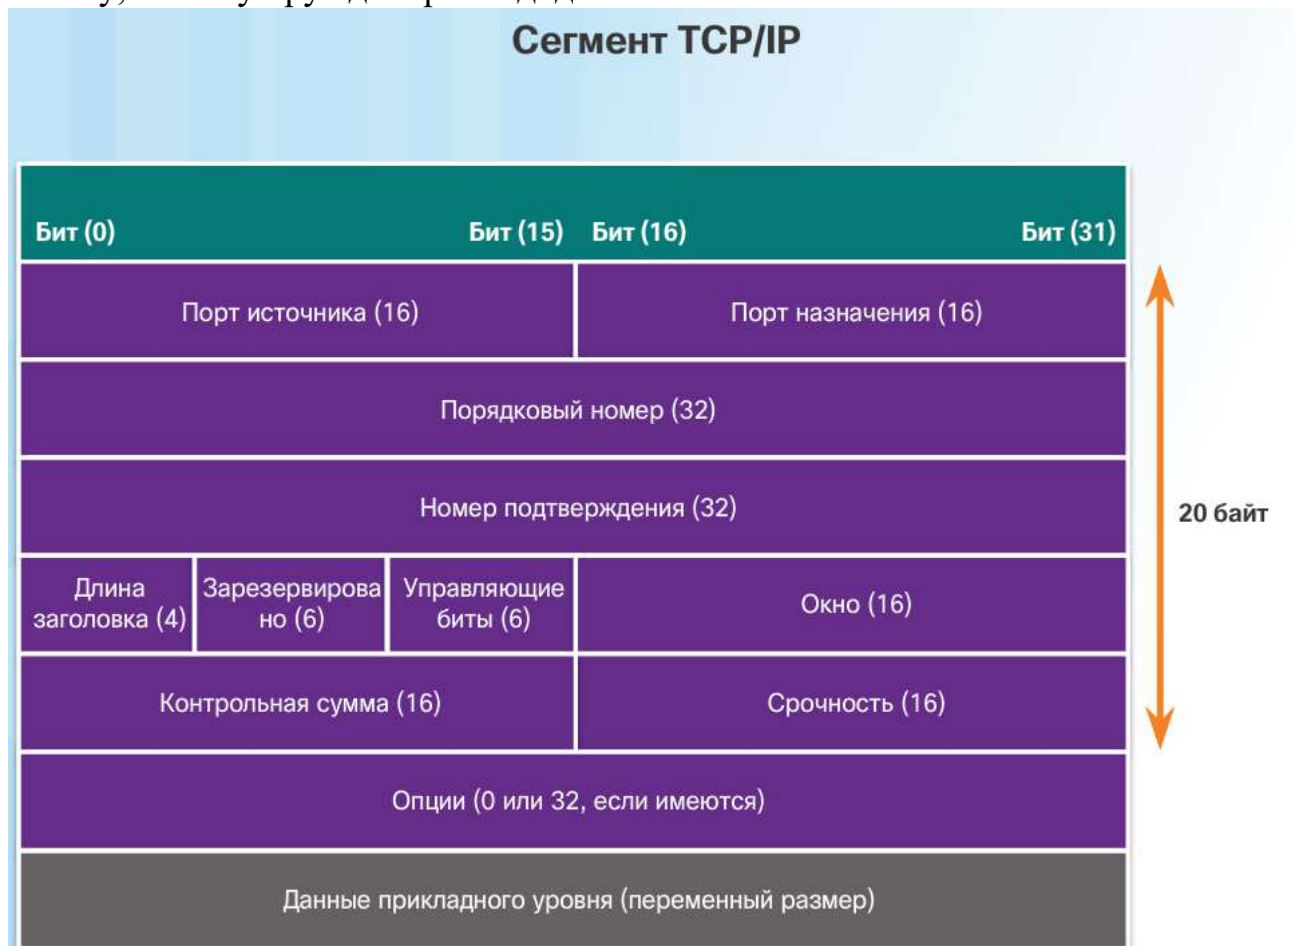 Сегмент TCP/IP
Бит (0) Бит (15) Бит (16) Бит (31)
Порт источника (16) Порт назначения (16)
Порядковый номер (32)
Номер подтверждения (32)
20 байт
Длина заголовка (4) Зарезервирова но (6) Управляющие биты (6) Окно (16)
Контрольная сумма (16) Срочность (16)
Опции (0 или 32, если имеются)
Данные прикладного уровня (переменный размер)